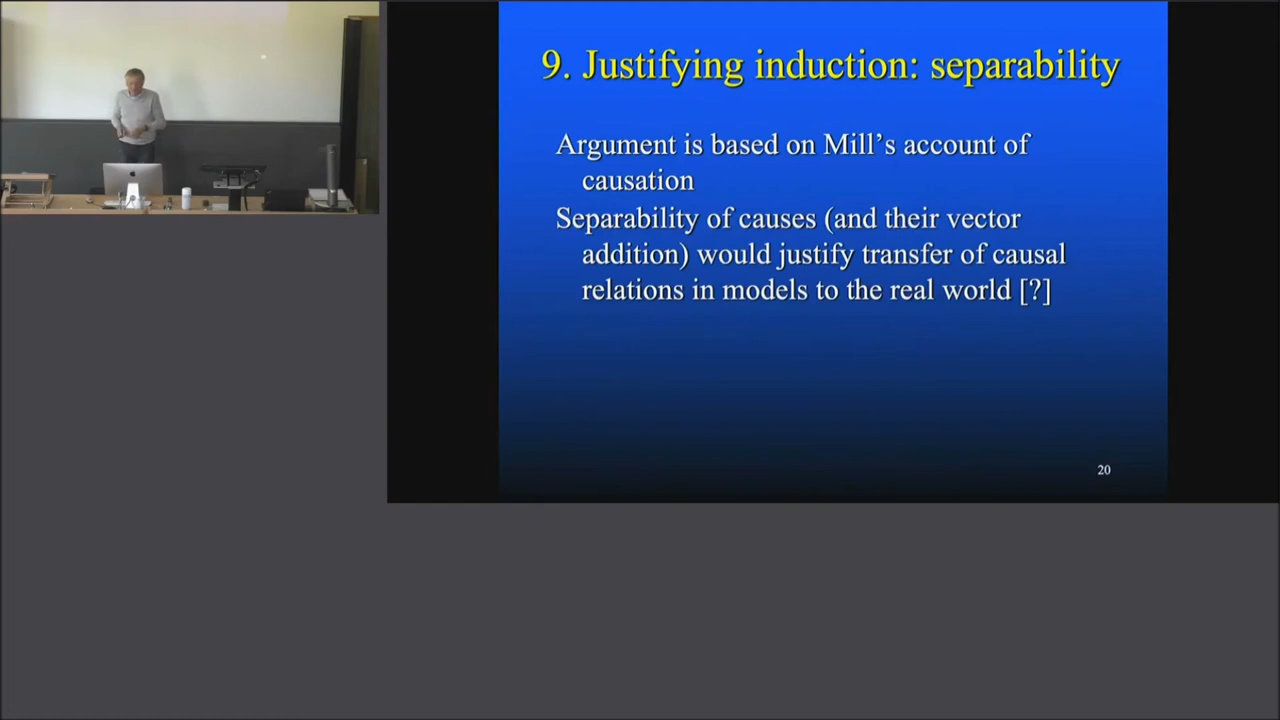 9. Justifying induction: separability
Argument is based on Mill's account of
causation
Separability of causes (and their vector
addition) would justify transfer of causal
relations in models to the real world [?]
20